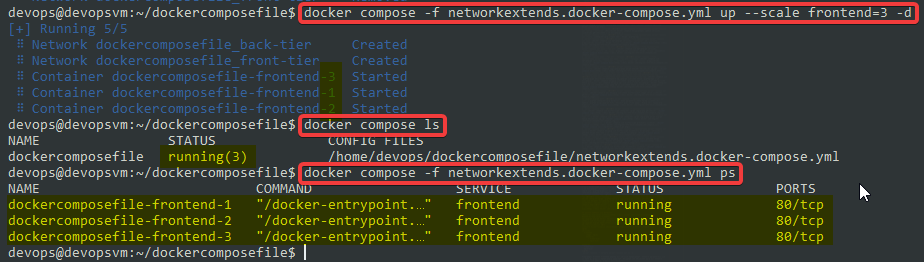 devops@devopsvm:~/dockercomposefile$ docker compose -f networkextends.docker-compose.yml up --scale frontend=3 -d
[+] Running 5/5
⠿ Network dockercomposefile_back-tier Created
⠿ Network dockercomposefile_front-tier Created
⠿ Container dockercomposefile-frontend-3 Started
⠿ Container dockercomposefile-frontend-1 Started
⠿ Container dockercomposefile-frontend-2 Started
devops@devopsvm:~/dockercomposefile$ docker compose ls
NAME STATUS CONFIG FILES
dockercomposefile running(3) /home/devops/dockercomposefile/networkextends.docker-compose.yml
devops@devopsvm:~/dockercomposefile$ docker compose -f networkextends.docker-compose.yml ps
NAME COMMAND SERVICE STATUS PORTS
dockercomposefile-frontend-1 "/docker-entrypoint.…" frontend running 80/tcp
dockercomposefile-frontend-2 "/docker-entrypoint.…" frontend running 80/tcp
dockercomposefile-frontend-3 "/docker-entrypoint.…" frontend running 80/tcp
devops@devopsvm:~/dockercomposefile$